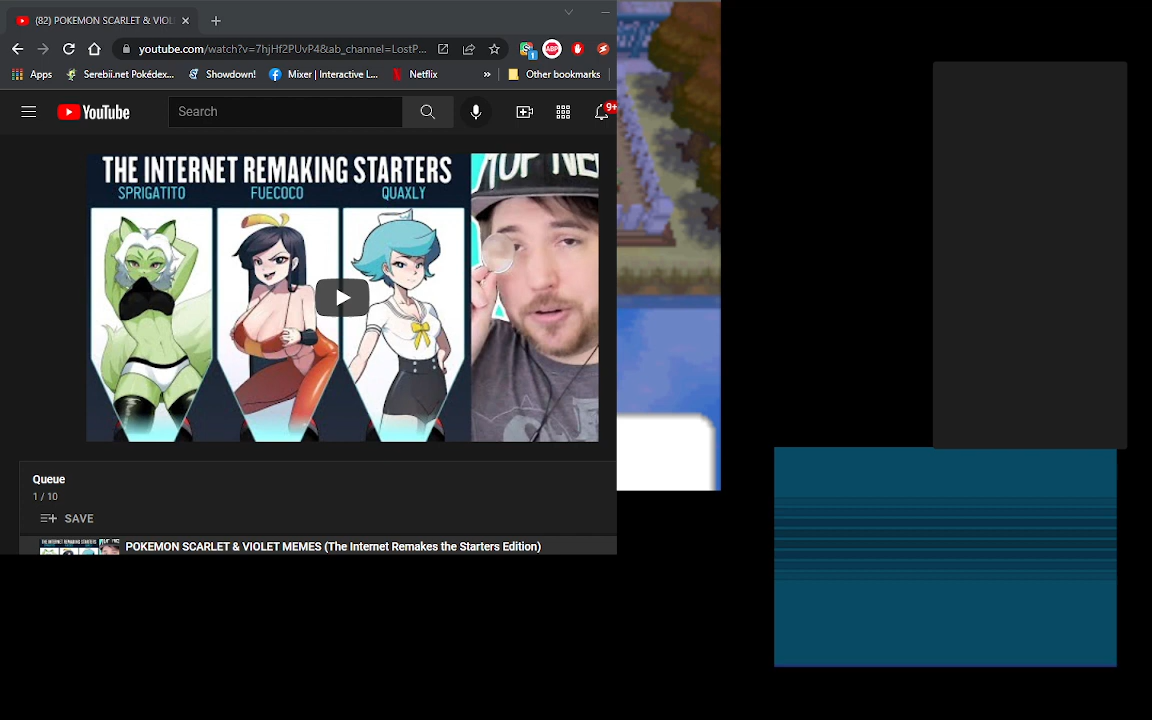 (82) POKEMON SCARLET & VIOL
youtube.com/watch?v=7hjHf2PUvP4&ab_channel=LostP...
ABP
1
Apps
Serebii.net Pokédex...
Showdown!
Mixer | Interactive L...
Netflix
»
Other bookmarks
YouTube
Search
9+
THE INTERNET REMAKING STARTERS
SPRIGATITO
FUECOCO
QUAXLY
Queue
1 / 10
SAVE
POKEMON SCARLET & VIOLET MEMES (The Internet Remakes the Starters Edition)